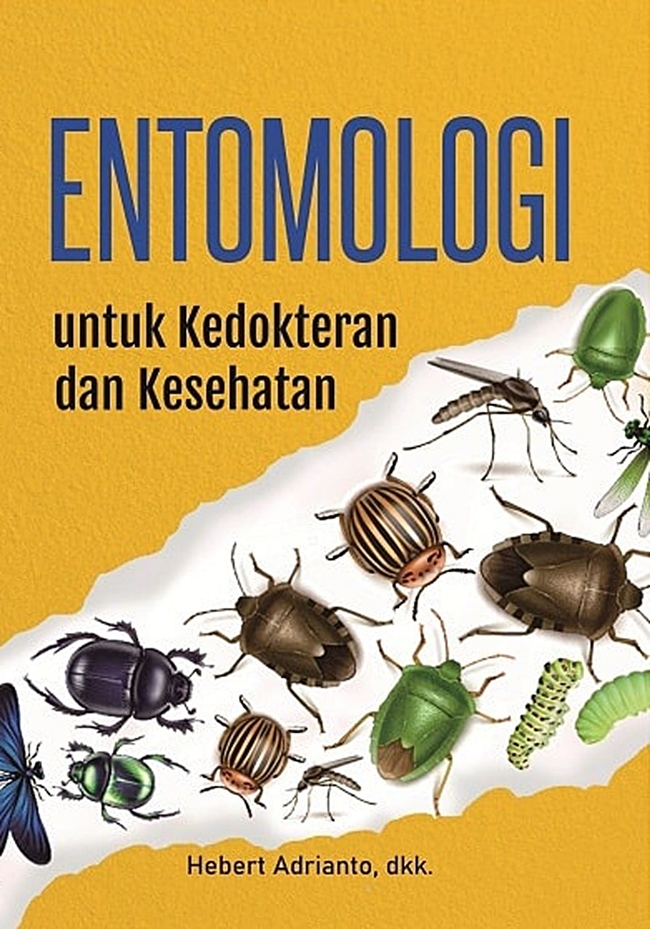 ENTOMOLOGI
untuk Kedokteran
dan Kesehatan
Hebert Adrianto, dkk.